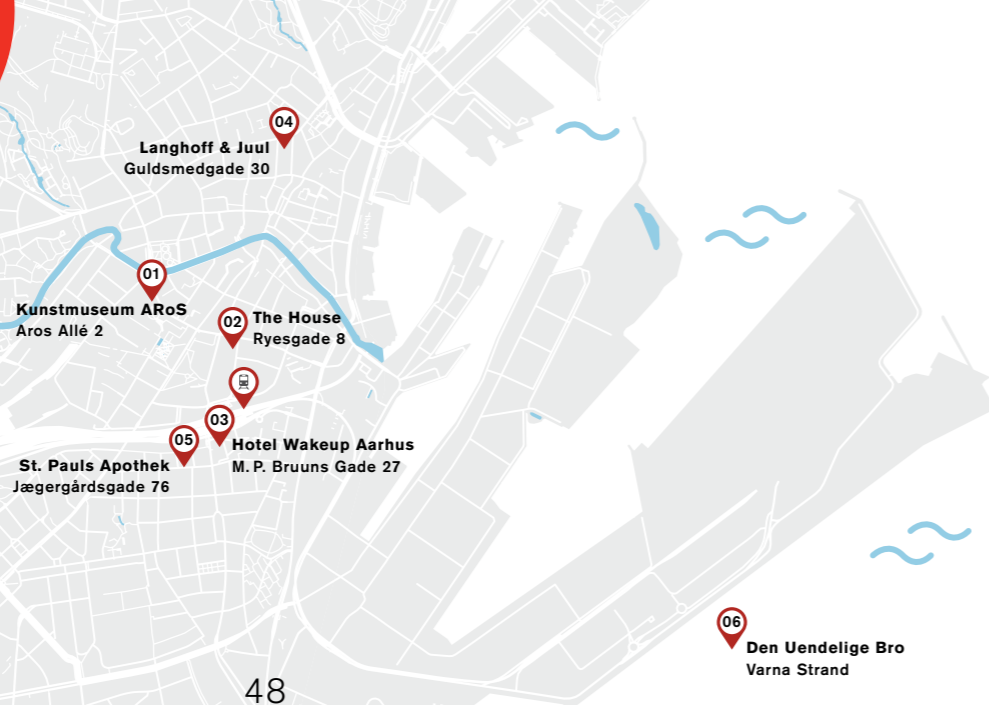 04
Langhoff & Juul
Guldsmedgade 30
01
Kunstmuseum ARoS
Aros Allé 2
02
The House
Ryesgade 8
03
Hotel Wakeup Aarhus
M. P. Bruuns Gade 27
05
St. Pauls Apothek
Jægergårdsgade 76
06
Den Uendelige Bro
Varna Strand
48